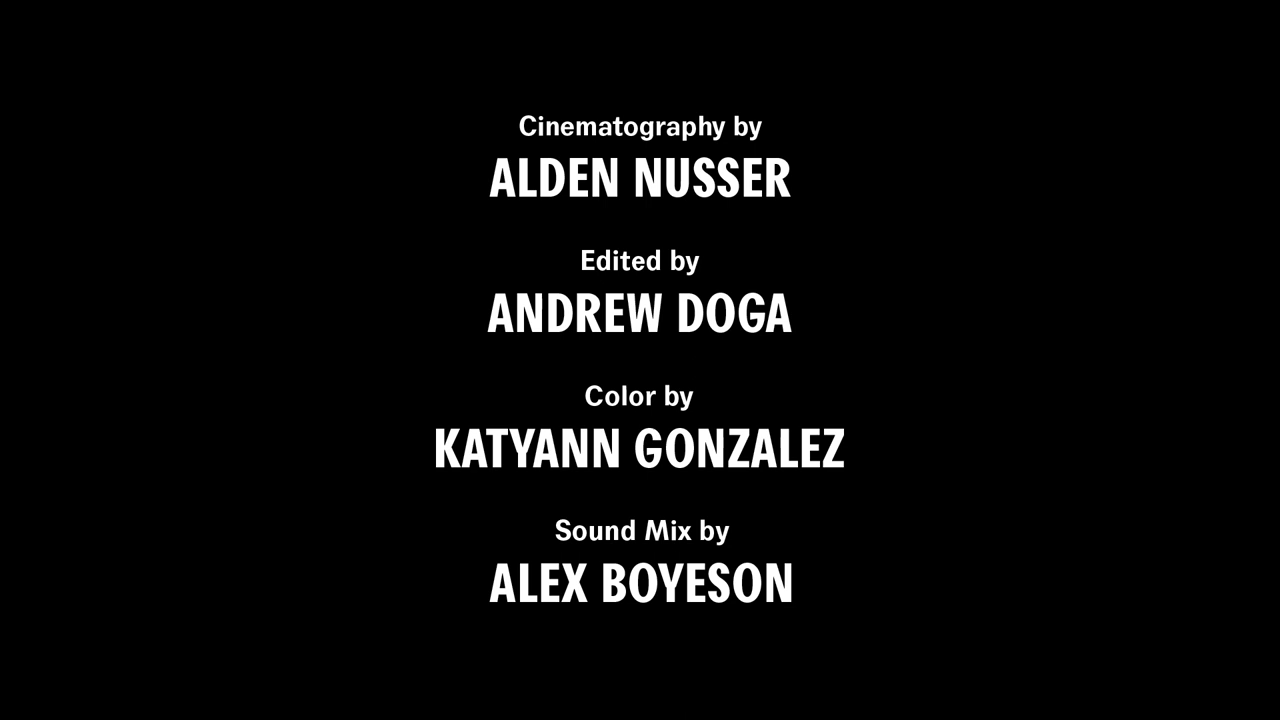 Cinematography by
ALDEN NUSSER
Edited by
ANDREW DOGA
Color by
KATYANN GONZALEZ
Sound Mix by
ALEX BOYESON